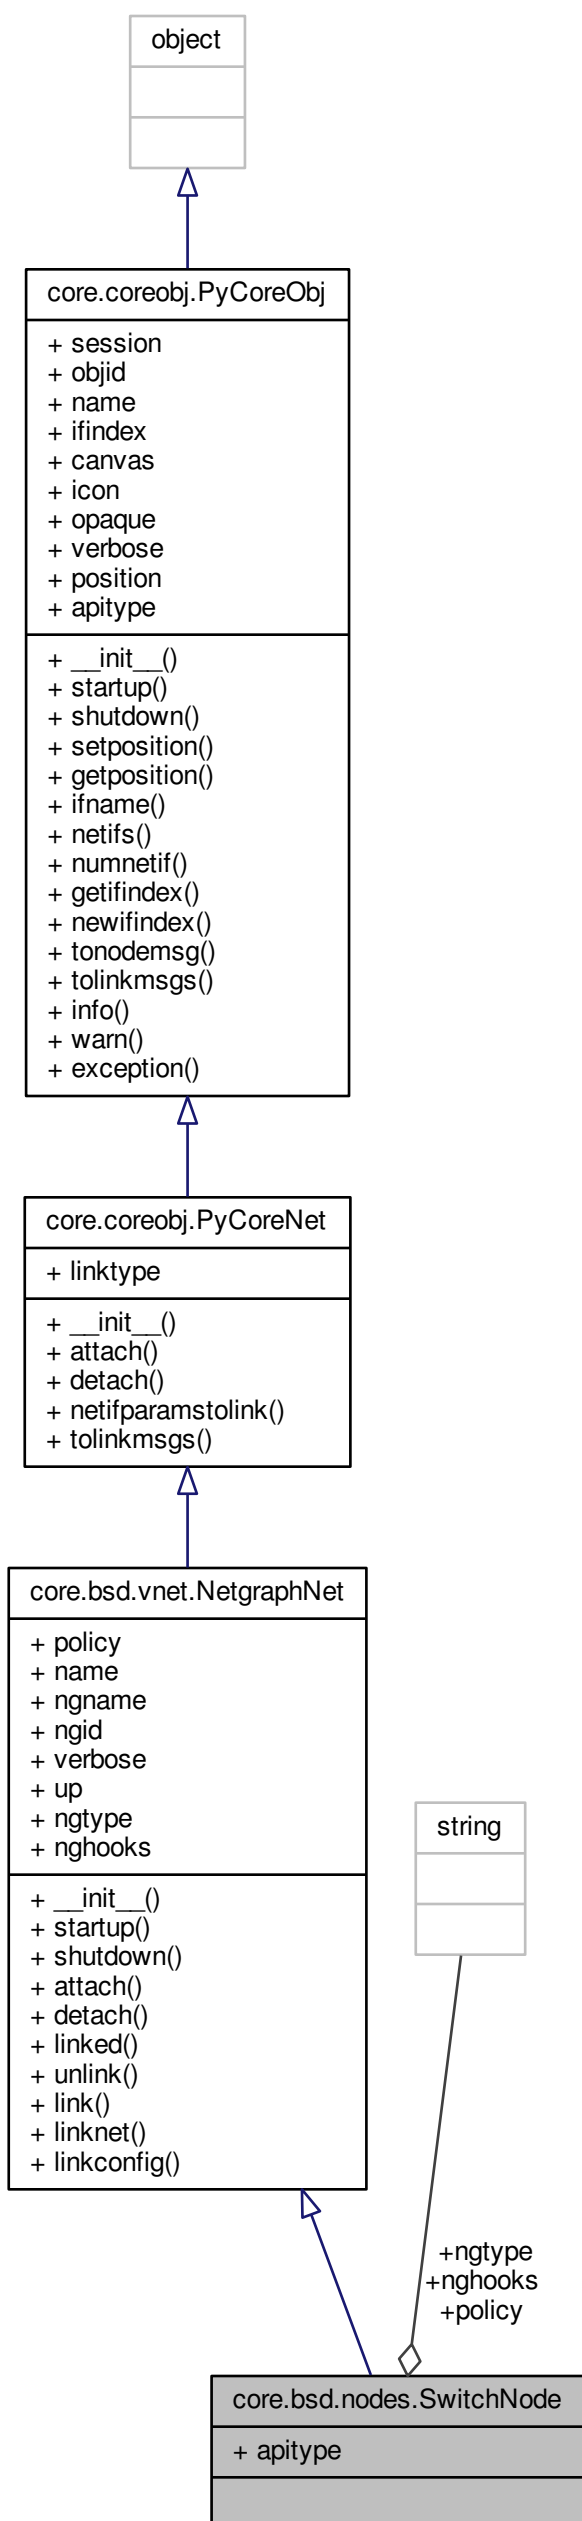 object
core.coreobj.PyCoreObj
+ session
+ objid
+ name
+ ifindex
+ canvas
+ icon
+ opaque
+ verbose
+ position
+ apitype
+ __init__()
+ startup()
+ shutdown()
+ setposition()
+ getposition()
+ ifname()
+ netifs()
+ numnetif()
+ getifindex()
+ newifindex()
+ tonodemsg()
+ tolinkmsgs()
+ info()
+ warn()
+ exception()
core.coreobj.PyCoreNet
+ linktype
+ __init__()
+ attach()
+ detach()
+ netifparamstolink()
+ tolinkmsgs()
core.bsd.vnet.NetgraphNet
+ policy
+ name
+ ngname
+ ngid
+ verbose
+ up
+ ngtype
+ nghooks
+ __init__()
+ startup()
+ shutdown()
+ attach()
+ detach()
+ linked()
+ unlink()
+ link()
+ linknet()
+ linkconfig()
string
+ngtype
+nghooks
+policy
core.bsd.nodes.SwitchNode
+ apitype